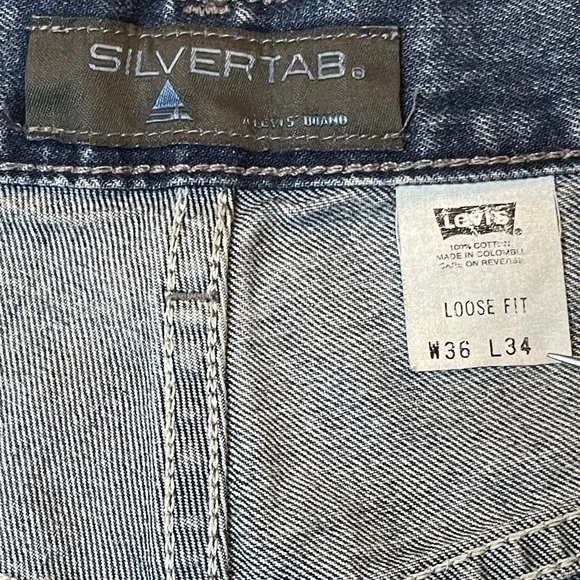 SILVERTAB®
A LEVI'S BRAND
Levi's®
100% COTTON
MADE IN COLOMBIA
CARE ON REVERSE
LOOSE FIT
W36 L34